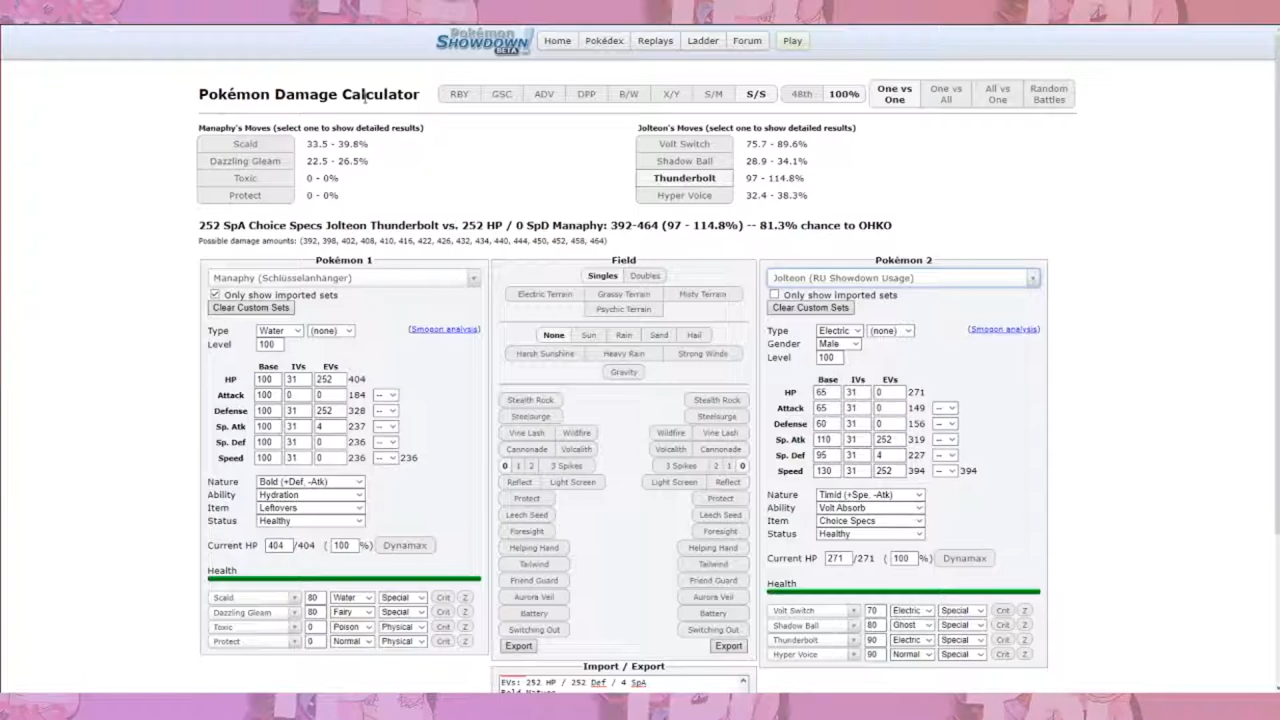 Pokémon SHOWDOWN BETA Home Pokédex Replays Ladder Forum Play
Pokémon Damage Calculator RBY GSC ADV DPP B/W X/Y S/M S/S 48th 100% One vs One One vs All All vs One Random Battles
Manaphy's Moves (select one to show detailed results) Jolteon's Moves (select one to show detailed results)
Scald 33.5 - 39.8% Volt Switch 75.7 - 89.6%
Dazzling Gleam 22.5 - 26.5% Shadow Ball 28.9 - 34.1%
Toxic 0 - 0% Thunderbolt 97 - 114.8%
Protect 0 - 0% Hyper Voice 32.4 - 38.3%
252 SpA Choice Specs Jolteon Thunderbolt vs. 252 HP / 0 SpD Manaphy: 392-464 (97 - 114.8%) -- 81.3% chance to OHKO
Possible damage amounts: (392, 398, 402, 408, 410, 416, 422, 426, 432, 434, 440, 444, 450, 452, 458, 464)
Pokémon 1
Manaphy (Schlüsselanhänger)
Only show imported sets
Clear Custom Sets
Type Water (none) (Smogon analysis)
Level 100
Base IVs EVs
HP 100 31 252 404
Attack 100 0 0 184 --
Defense 100 31 252 328 --
Sp. Atk 100 31 4 237 --
Sp. Def 100 31 0 236 --
Speed 100 31 0 236 -- 236
Nature Bold (+Def, -Atk)
Ability Hydration
Item Leftovers
Status Healthy
Current HP 404 /404 ( 100 %) Dynamax
Health
Scald 80 Water Special Crit Z
Dazzling Gleam 80 Fairy Special Crit Z
Toxic 0 Poison Physical Crit Z
Protect 0 Normal Physical Crit Z
Field
Singles Doubles
Electric Terrain Grassy Terrain Misty Terrain
Psychic Terrain
None Sun Rain Sand Hail
Harsh Sunshine Heavy Rain Strong Winds
Gravity
Stealth Rock Stealth Rock
Steelsurge Steelsurge
Vine Lash Wildfire Wildfire Vine Lash
Cannonade Volcalith Volcalith Cannonade
0 1 2 3 Spikes 3 Spikes 2 1 0
Reflect Light Screen Light Screen Reflect
Protect Protect
Leech Seed Leech Seed
Foresight Foresight
Helping Hand Helping Hand
Tailwind Tailwind
Friend Guard Friend Guard
Aurora Veil Aurora Veil
Battery Battery
Switching Out Switching Out
Export Export
Import / Export
EVs: 252 HP / 252 Def / 4 SpA
Bold Nature
Pokémon 2
Jolteon (RU Showdown Usage)
Only show imported sets
Clear Custom Sets
Type Electric (none) (Smogon analysis)
Gender Male
Level 100
Base IVs EVs
HP 65 31 0 271
Attack 65 31 0 149 --
Defense 60 31 0 156 --
Sp. Atk 110 31 252 319 --
Sp. Def 95 31 4 227 --
Speed 130 31 252 394 -- 394
Nature Timid (+Spe, -Atk)
Ability Volt Absorb
Item Choice Specs
Status Healthy
Current HP 271 /271 ( 100 %) Dynamax
Health
Volt Switch 70 Electric Special Crit Z
Shadow Ball 80 Ghost Special Crit Z
Thunderbolt 90 Electric Special Crit Z
Hyper Voice 90 Normal Special Crit Z